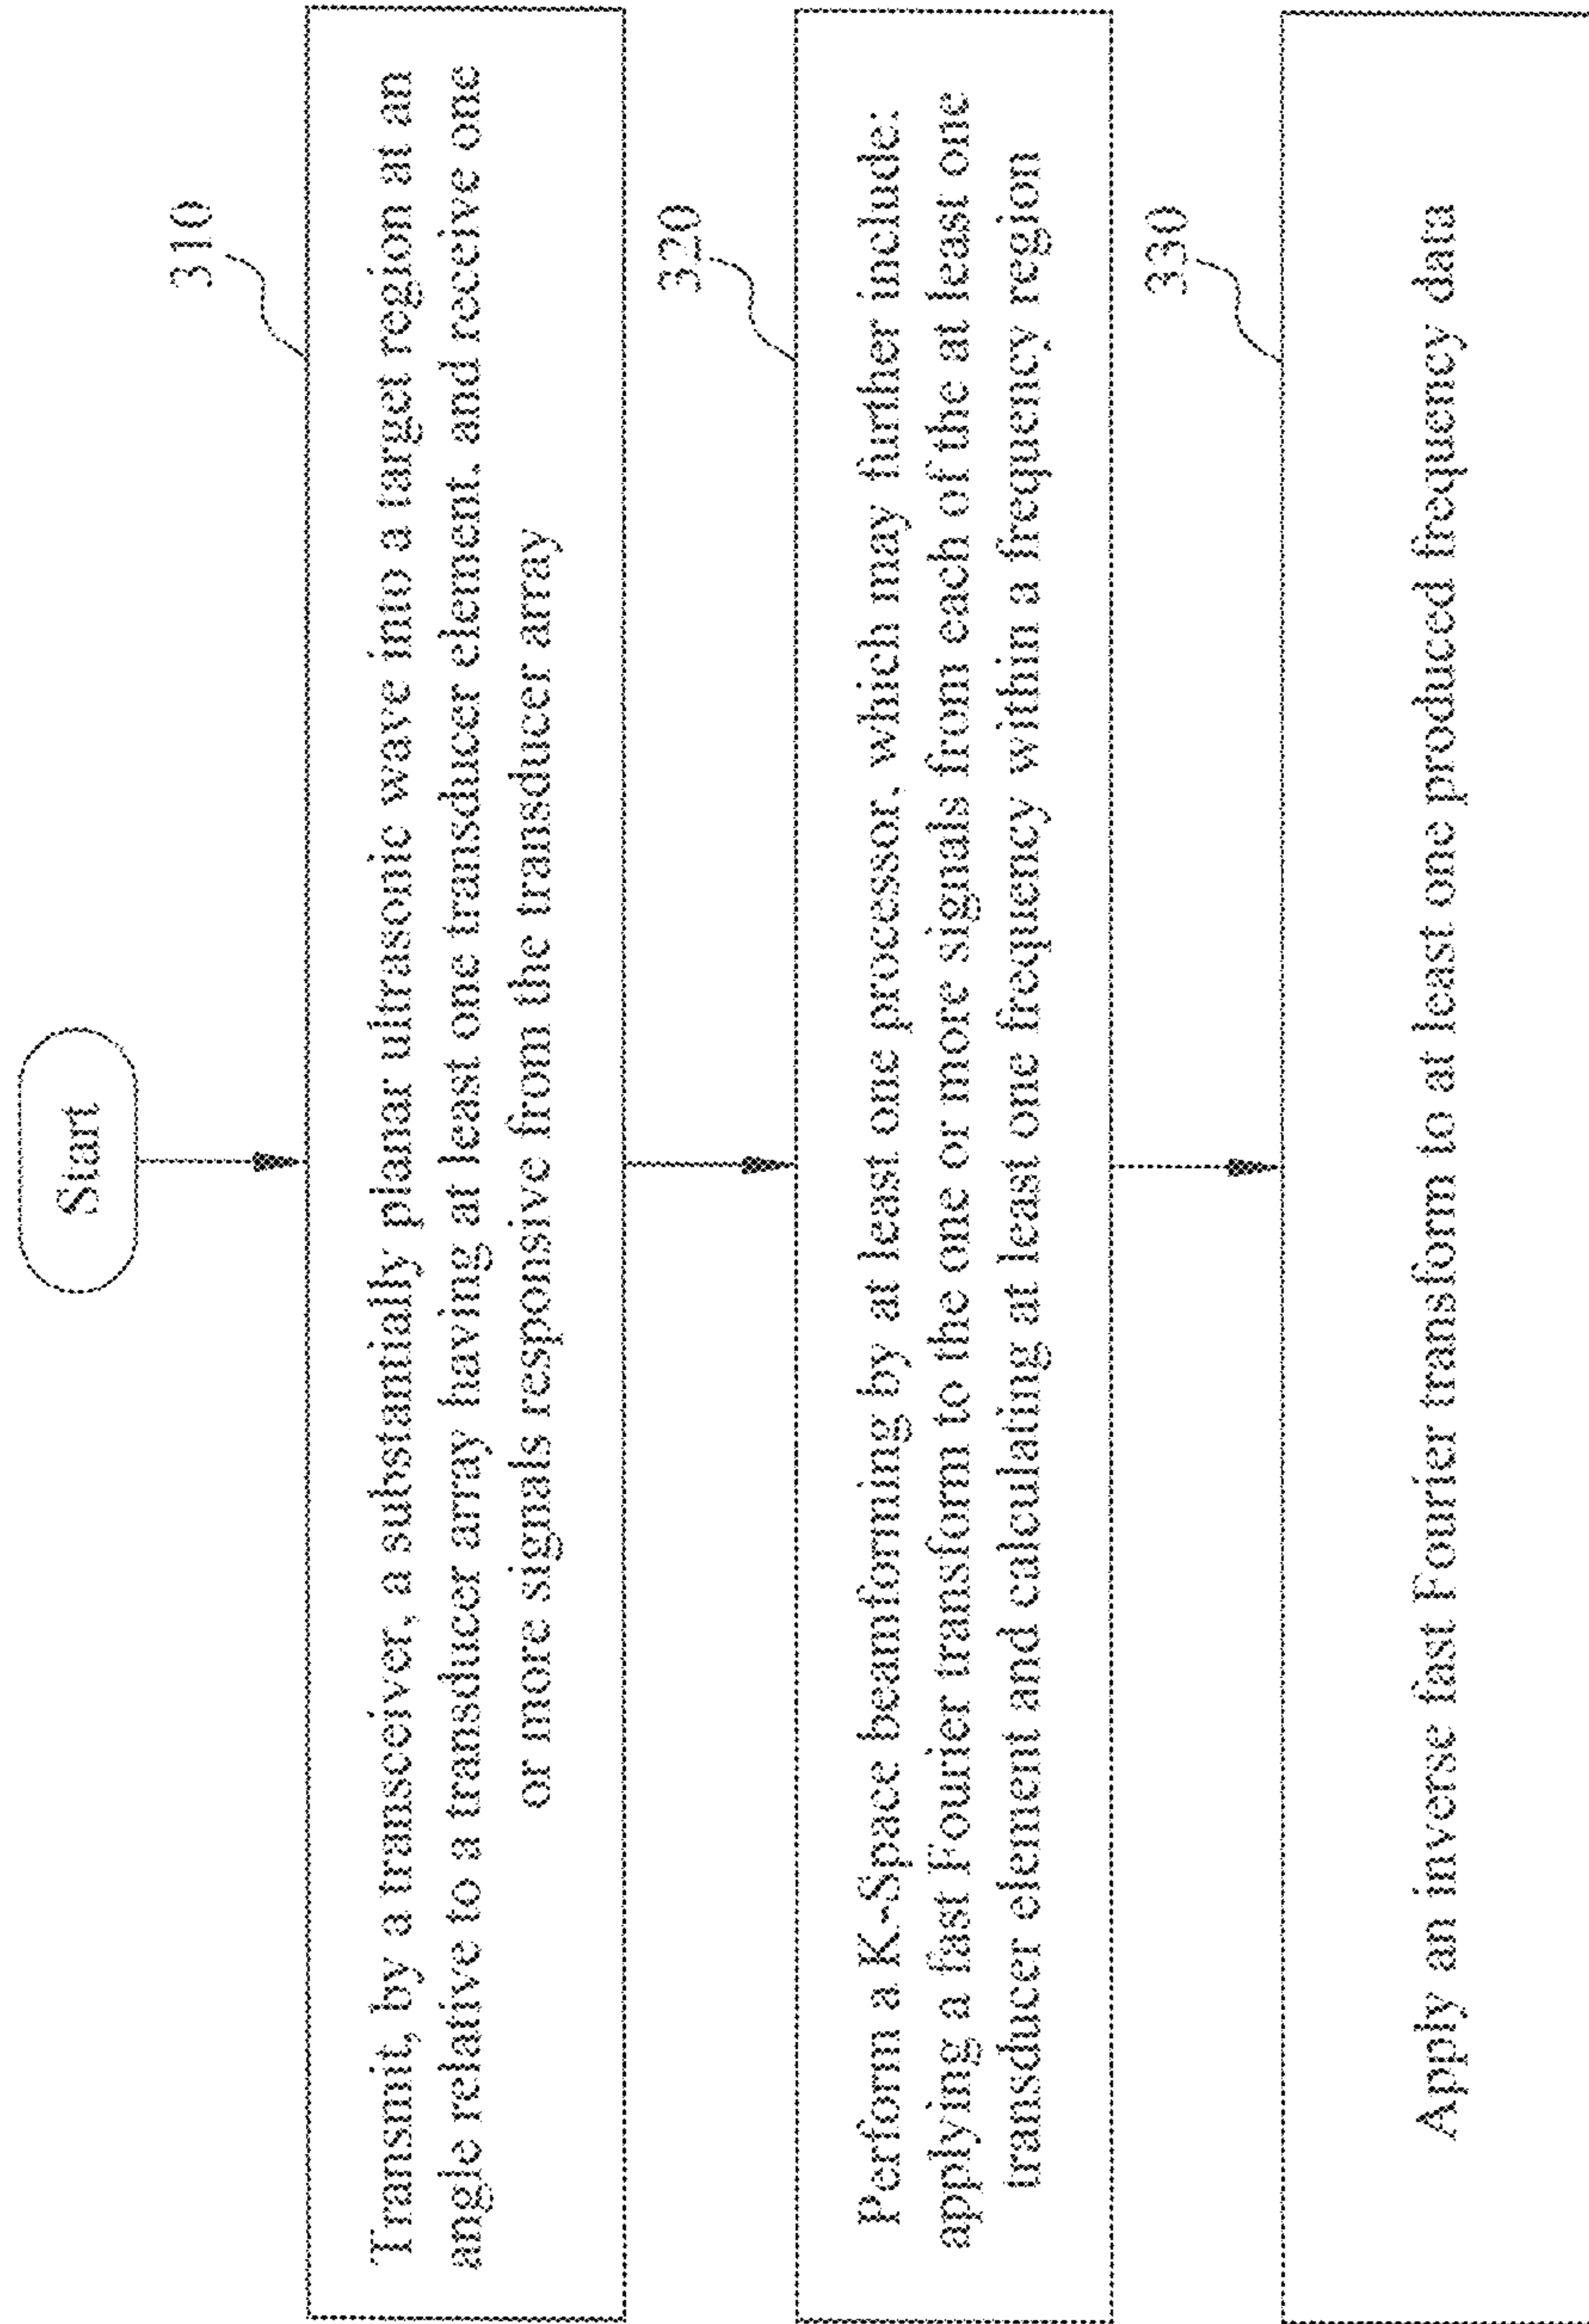 Start
310
Transmit, by a transceiver, a substantially planar ultrasonic wave into a target region at an
angle relative to a transducer array having at least one transducer element, and receive one
or more signals responsive from the transducer array
320
Perform a K-Space beamforming by at least one processor, which may further include:
applying a fast Fourier transform to the one or more signals from each of the at least one
transducer element and calculating at least one frequency within a frequency region
330
Apply an inverse fast Fourier transform to at least one produced frequency data